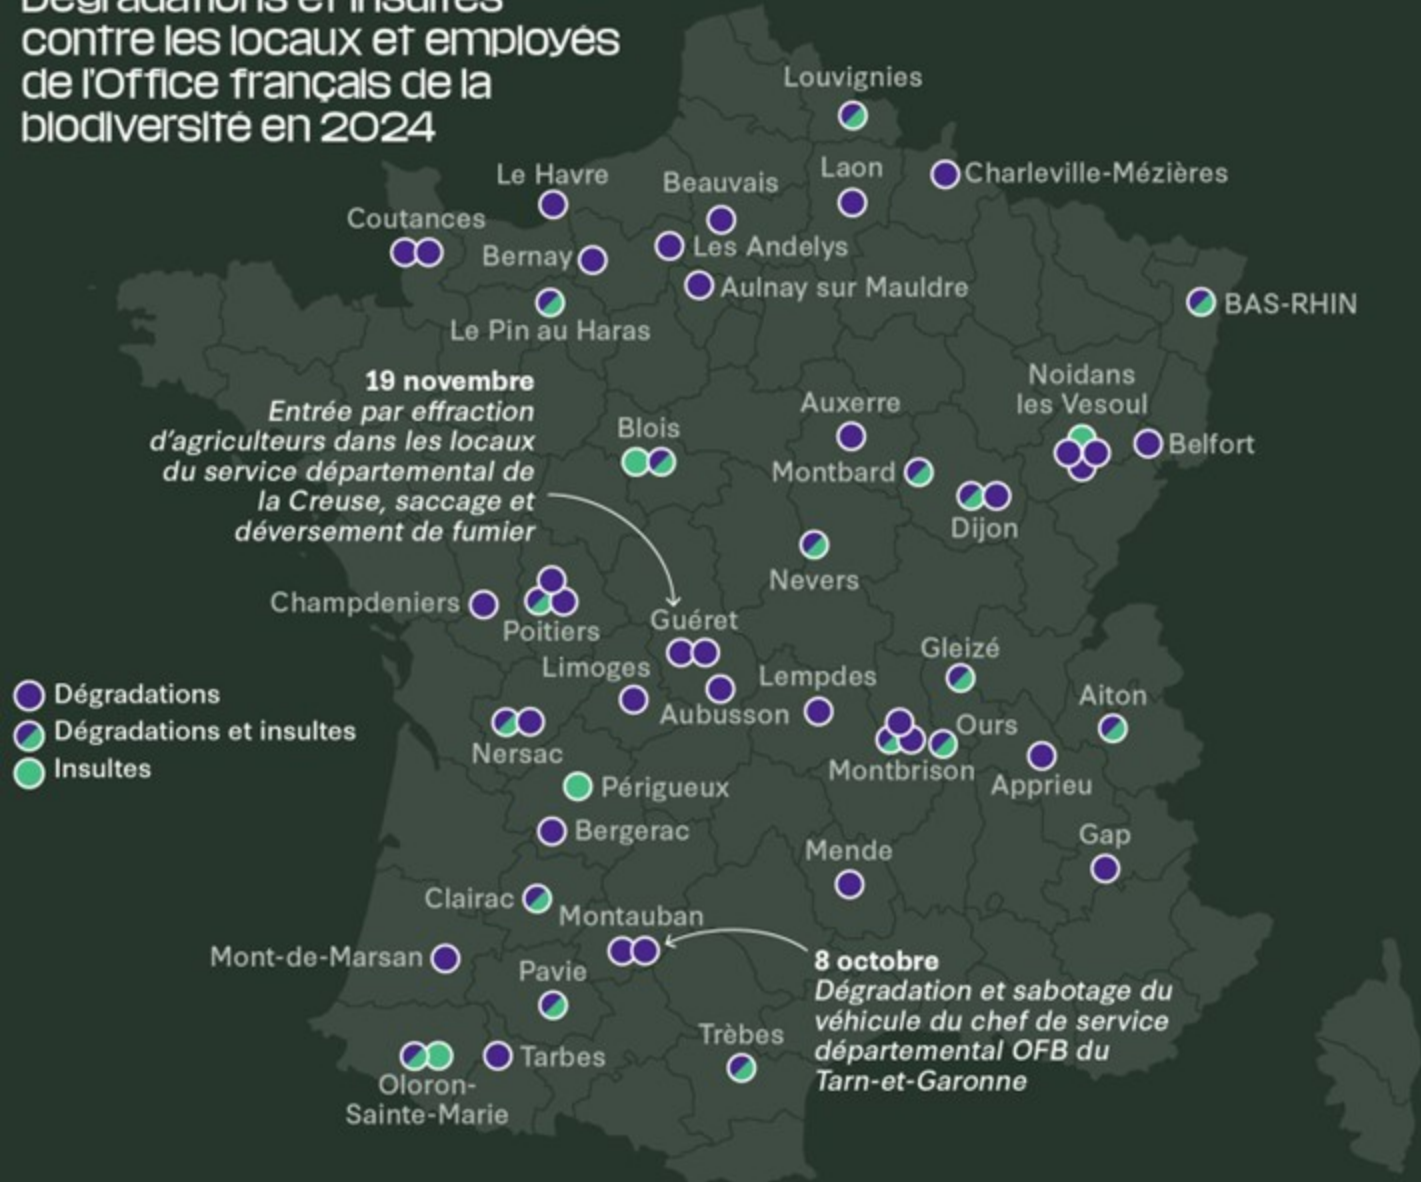 Dégradations et insultes
contre les locaux et employés
de l'Office français de la
biodiversité en 2024
Louvignies
Le Havre
Beauvais
Laon
Charleville-Mézières
Coutances
Bernay
Les Andelys
Aulnay sur Mauldre
Le Pin au Haras
BAS-RHIN
19 novembre
Entrée par effraction
d'agriculteurs dans les locaux
du service départemental de
la Creuse, saccage et
déversement de fumier
Blois
Auxerre
Noidans
les Vesoul
Belfort
Montbard
Dijon
Nevers
Champdeniers
Poitiers
Guéret
Limoges
Aubusson
Lempdes
Gleizé
Aiton
Dégradations
Dégradations et insultes
Insultes
Nersac
Ours
Montbrison
Apprieu
Périgueux
Bergerac
Mende
Gap
Clairac
Montauban
Mont-de-Marsan
Pavie
8 octobre
Dégradation et sabotage du
véhicule du chef de service
départemental OFB du
Tarn-et-Garonne
Trèbes
Tarbes
Oloron-
Sainte-Marie